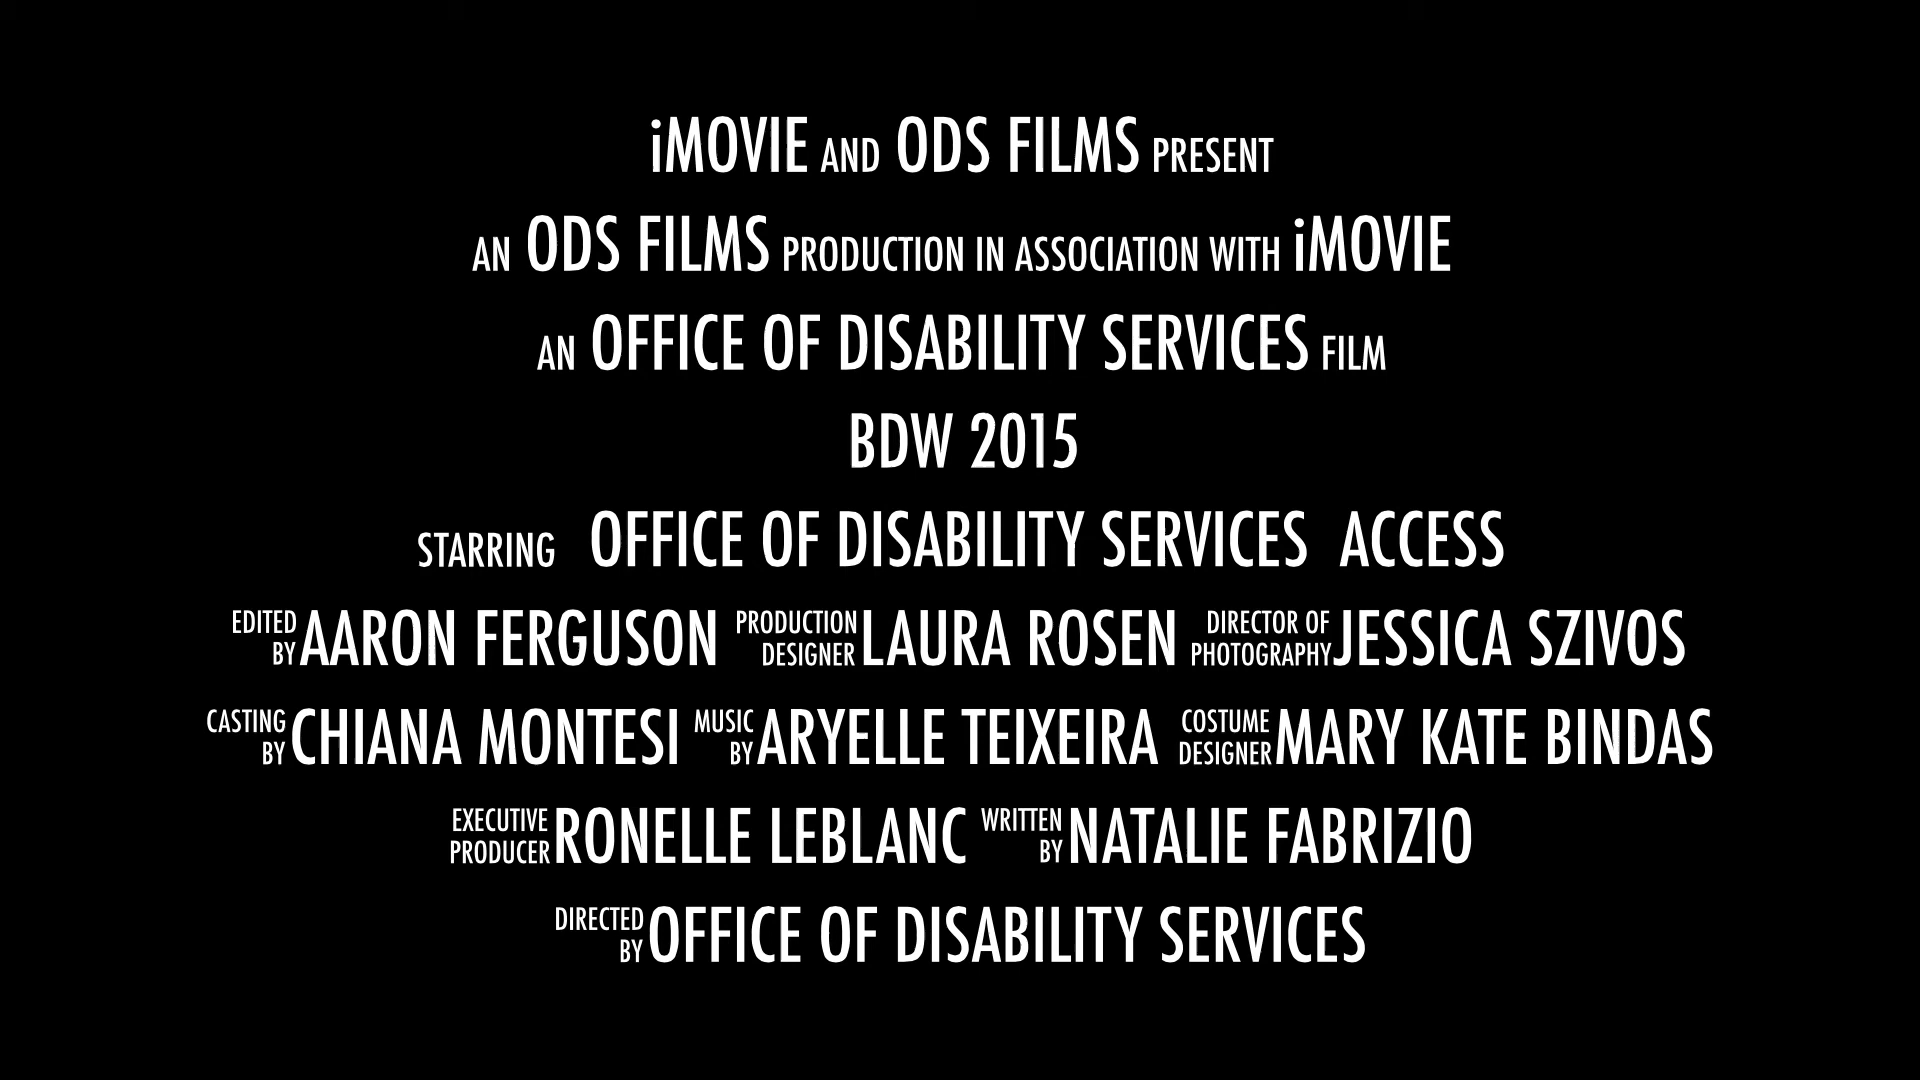 iMOVIE AND ODS FILMS PRESENT
AN ODS FILMS PRODUCTION IN ASSOCIATION WITH iMOVIE
AN OFFICE OF DISABILITY SERVICES FILM
BDW 2015
STARRING OFFICE OF DISABILITY SERVICES ACCESS
EDITED BY AARON FERGUSON PRODUCTION DESIGNER LAURA ROSEN DIRECTOR OF PHOTOGRAPHY JESSICA SZIVOS
CASTING BY CHIANA MONTESI MUSIC BY ARYELLE TEIXEIRA COSTUME DESIGNER MARY KATE BINDAS
EXECUTIVE PRODUCER RONELLE LEBLANC WRITTEN BY NATALIE FABRIZIO
DIRECTED BY OFFICE OF DISABILITY SERVICES